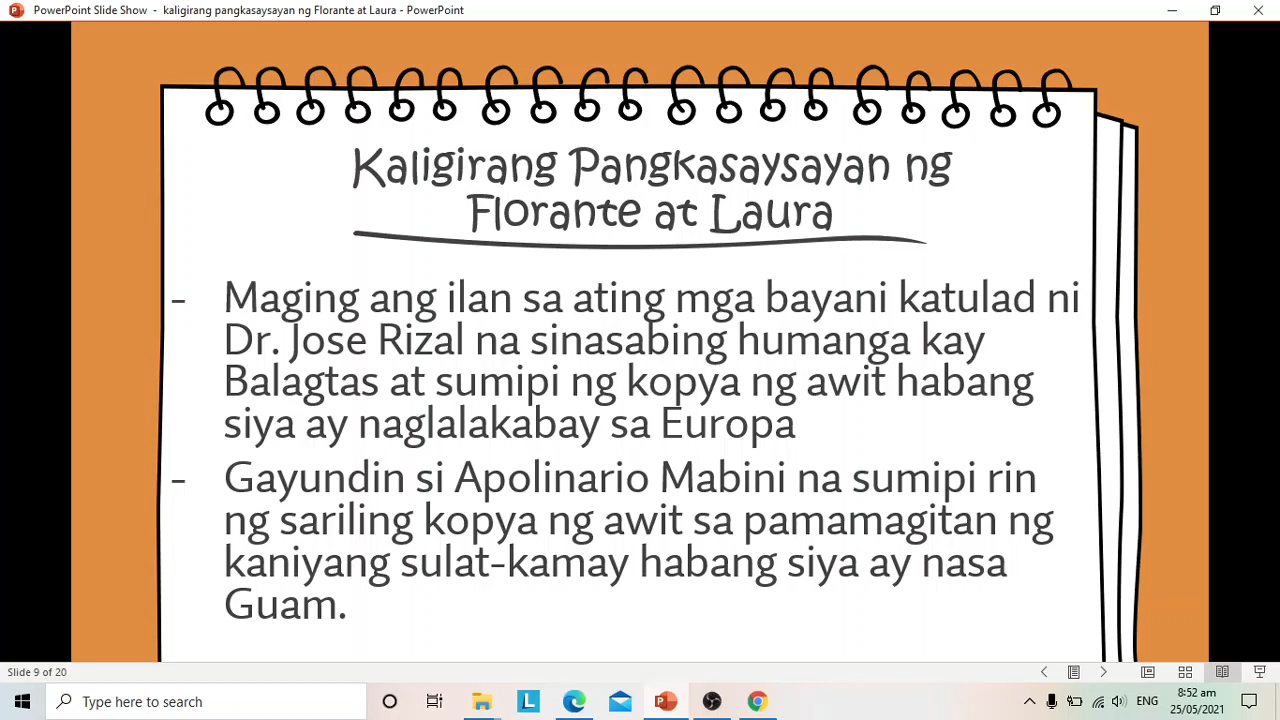 PowerPoint Slide Show - kaligirang pangkasaysayan ng Florante at Laura - PowerPoint
Kaligirang Pangkasaysayan ng
Florante at Laura
- Maging ang ilan sa ating mga bayani katulad ni
Dr. Jose Rizal na sinasabing humanga kay
Balagtas at sumipi ng kopya ng awit habang
siya ay naglalakabay sa Europa
- Gayundin si Apolinario Mabini na sumipi rin
ng sariling kopya ng awit sa pamamagitan ng
kaniyang sulat-kamay habang siya ay nasa
Guam.
Slide 9 of 20
Type here to search
L
ENG
8:52 am
25/05/2021